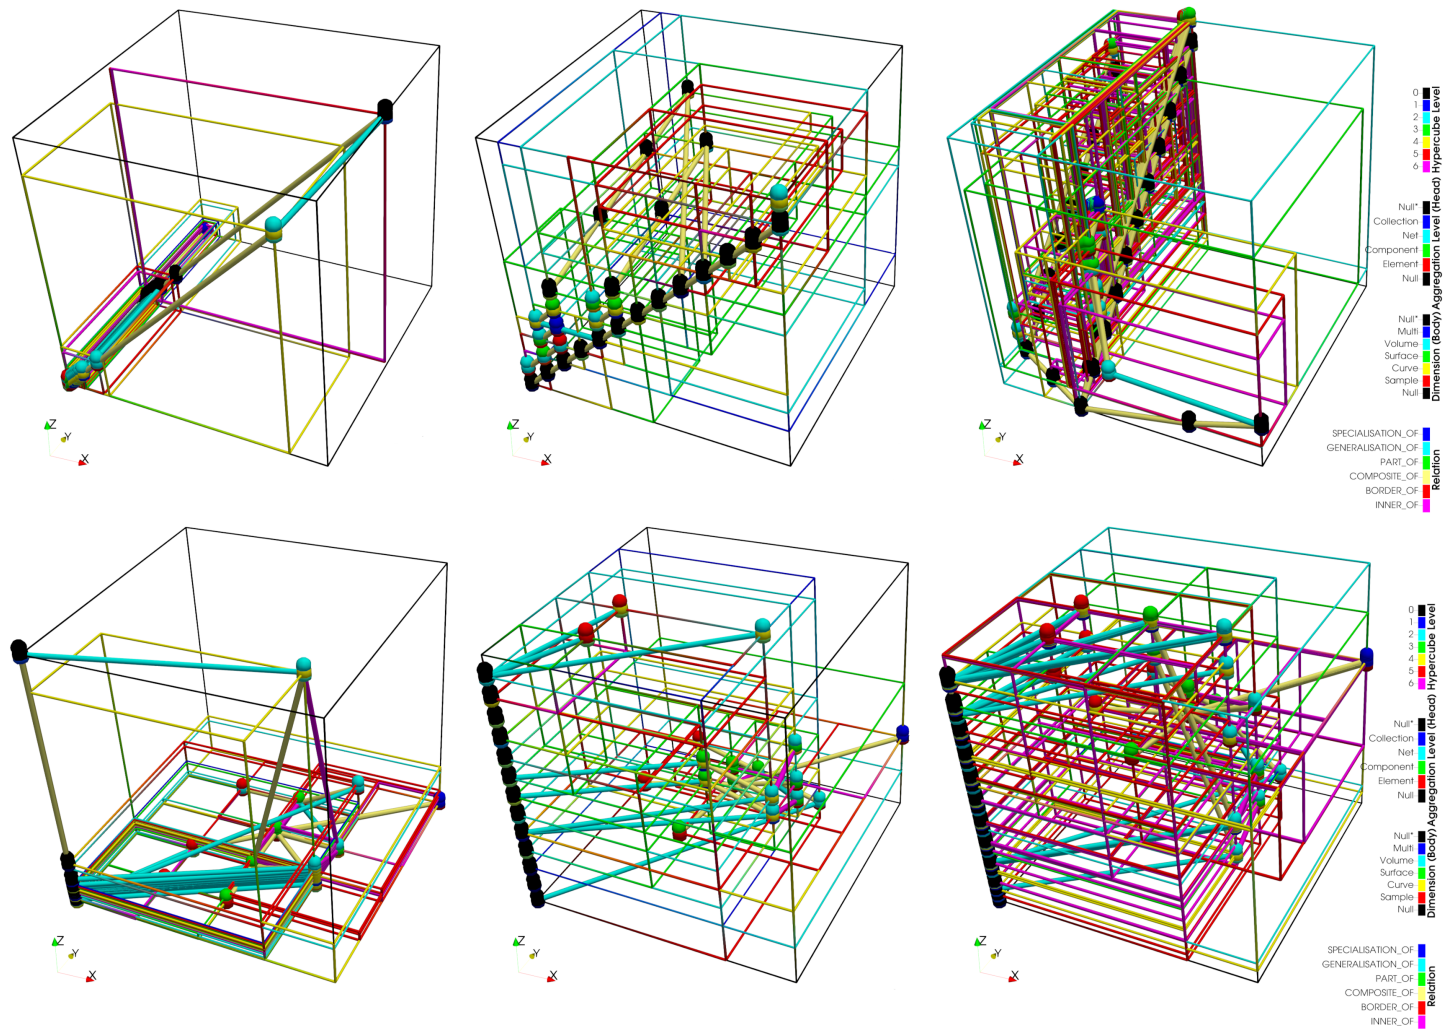 0
1
2
3
4
5
6
Hypercube Level
Null*
Collection
Net
Component
Element
Null
Aggregation Level (Head)
Null*
Multi
Volume
Surface
Curve
Sample
Null
Dimension (Body)
SPECIALISATION_OF
GENERALISATION_OF
PART_OF
COMPOSITE_OF
BORDER_OF
INNER_OF
Relation
Z
Y
X
Z
Y
X
Z
Y
X
0
1
2
3
4
5
6
Hypercube Level
Null*
Collection
Net
Component
Element
Null
Aggregation Level (Head)
Null*
Multi
Volume
Surface
Curve
Sample
Null
Dimension (Body)
SPECIALISATION_OF
GENERALISATION_OF
PART_OF
COMPOSITE_OF
BORDER_OF
INNER_OF
Relation
Z
Y
X
Z
Y
X
Z
Y
X